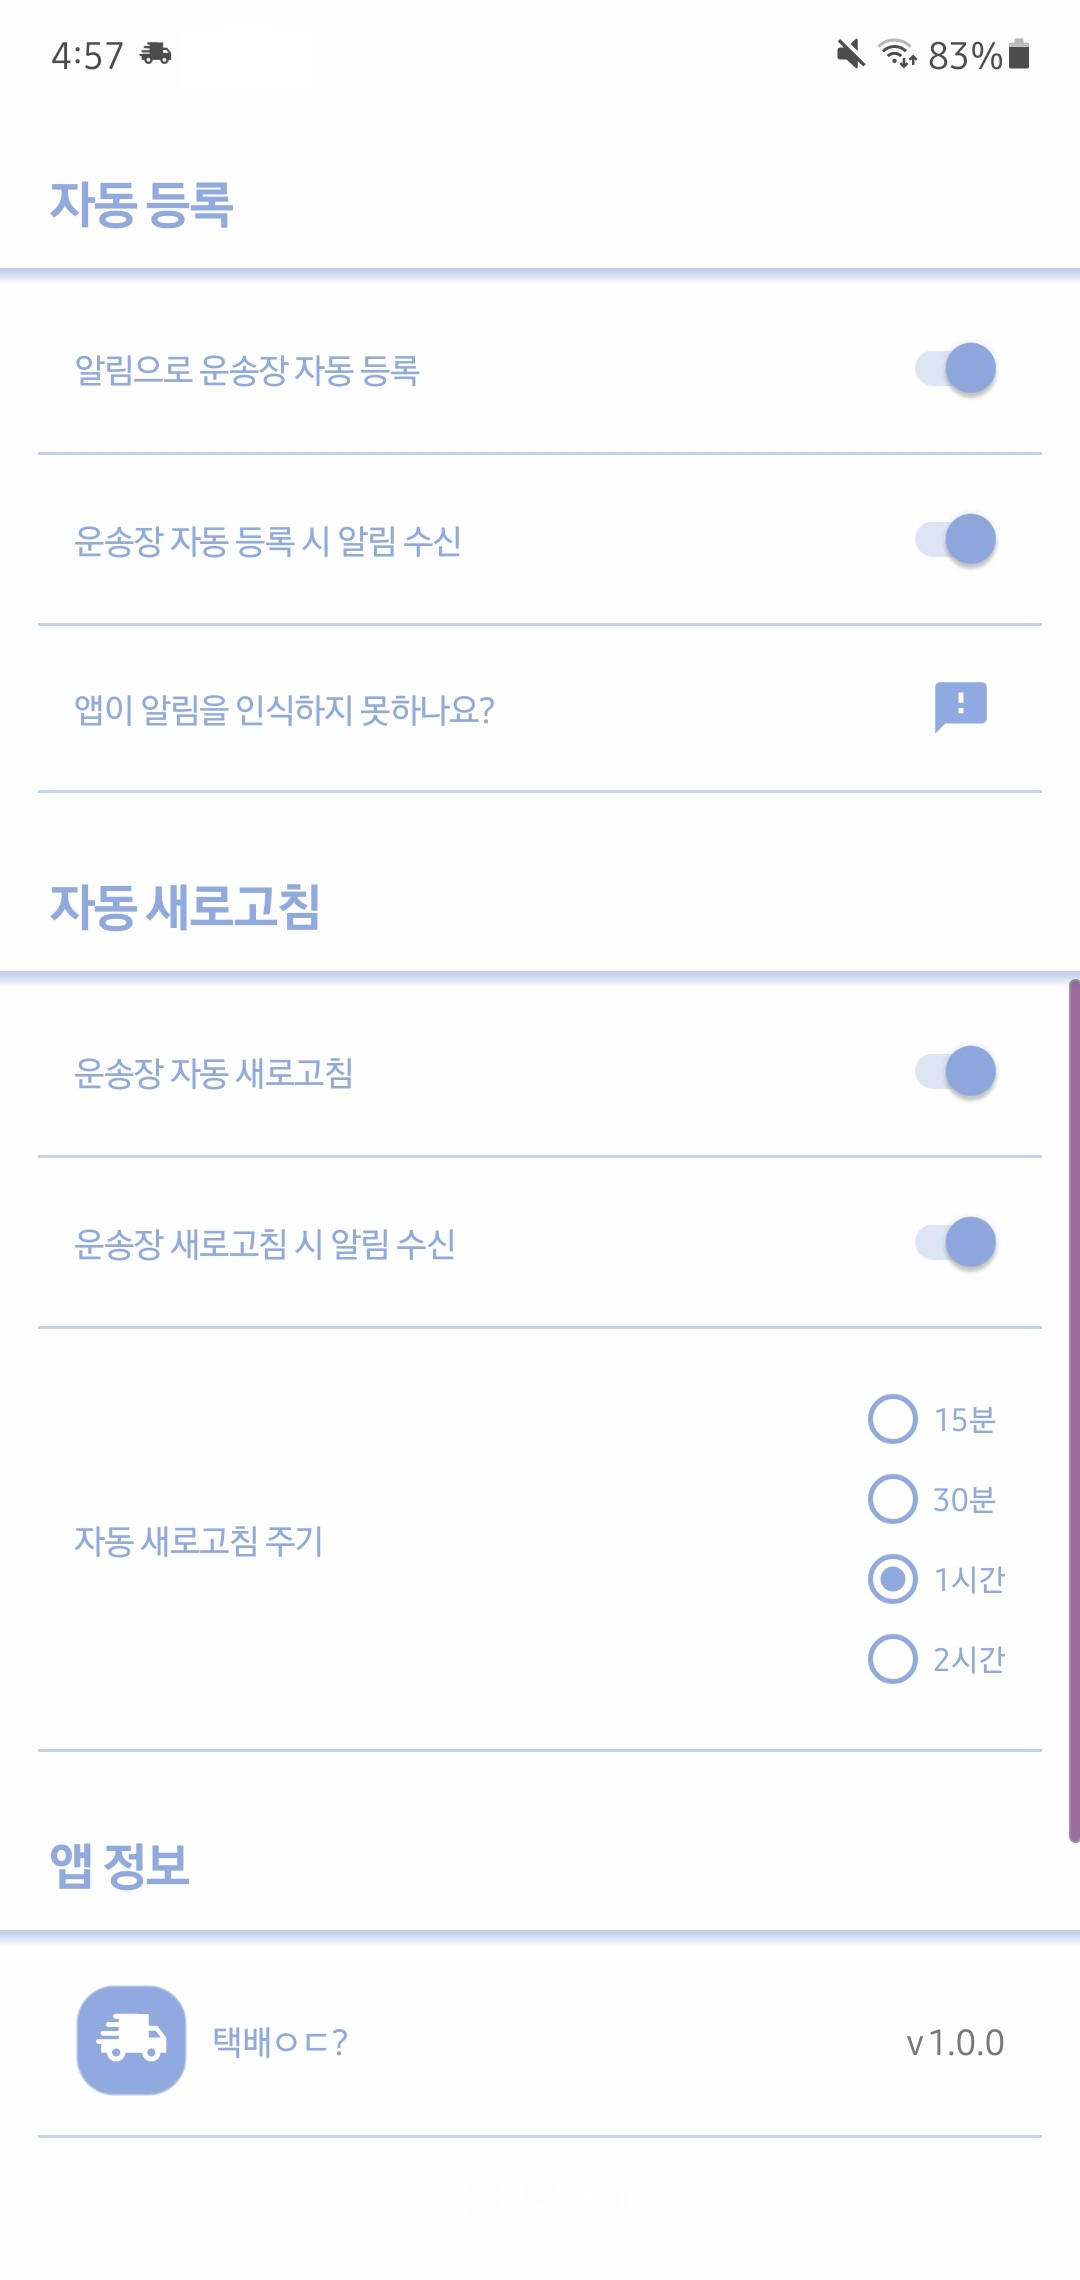 4:57 83%
자동 등록
알림으로 운송장 자동 등록
운송장 자동 등록 시 알림 수신
앱이 알림을 인식하지 못하나요?
자동 새로고침
운송장 자동 새로고침
운송장 새로고침 시 알림 수신
15분
30분
자동 새로고침 주기
1시간
2시간
앱 정보
택배ㅇㄷ? v1.0.0